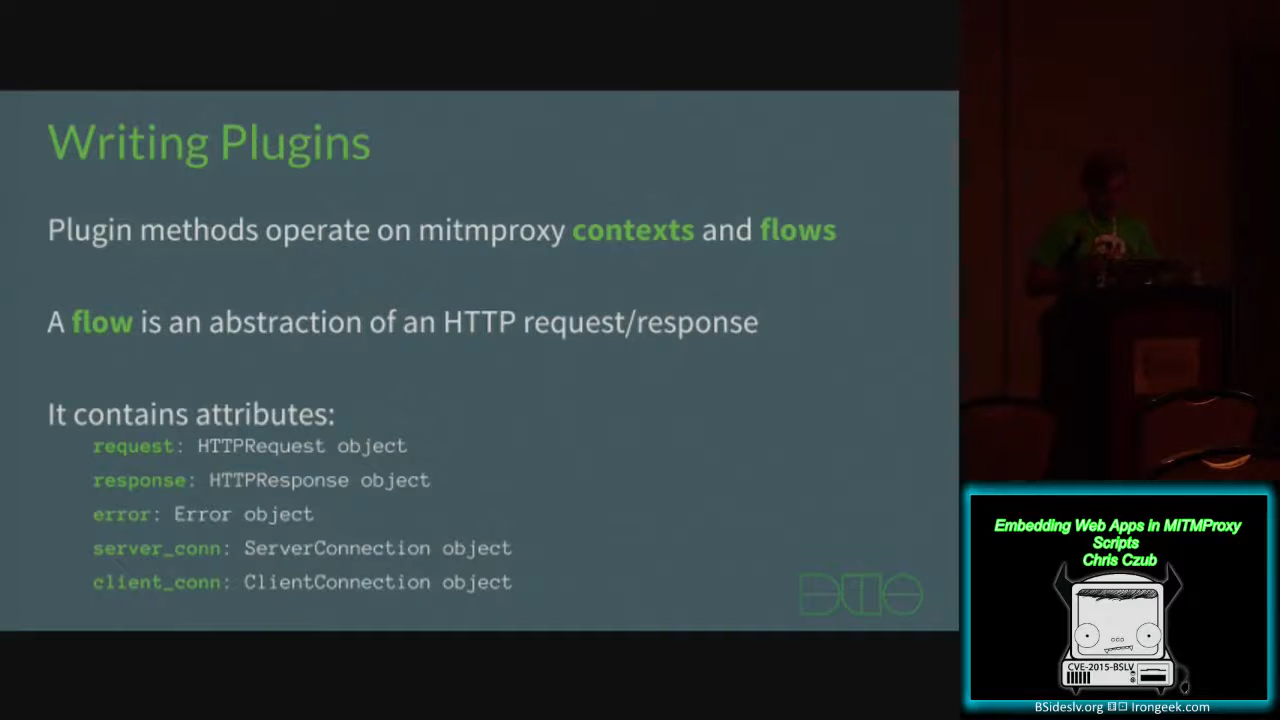 Writing Plugins
Plugin methods operate on mitmproxy contexts and flows
A flow is an abstraction of an HTTP request/response
It contains attributes:
request: HTTPRequest object
response: HTTPResponse object
error: Error object
server_conn: ServerConnection object
client_conn: ClientConnection object
DUO
Embedding Web Apps in MITMProxy
Scripts
Chris Czub
CVE-2015-BSLV
BSideslv.org Irongeek.com